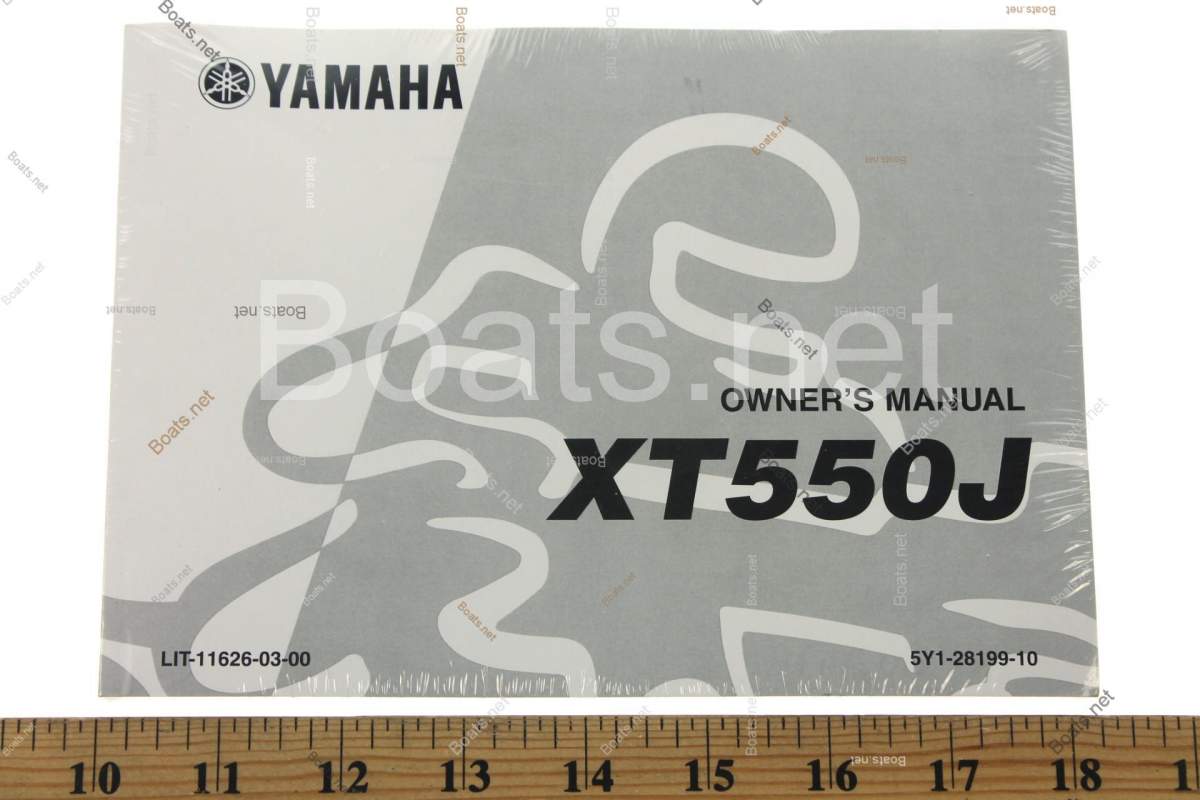 YAMAHA
Boats.net
OWNER'S MANUAL
XT550J
LIT-11626-03-00
5Y1-28199-10
10 11 12 13 14 15 16 17 18 1